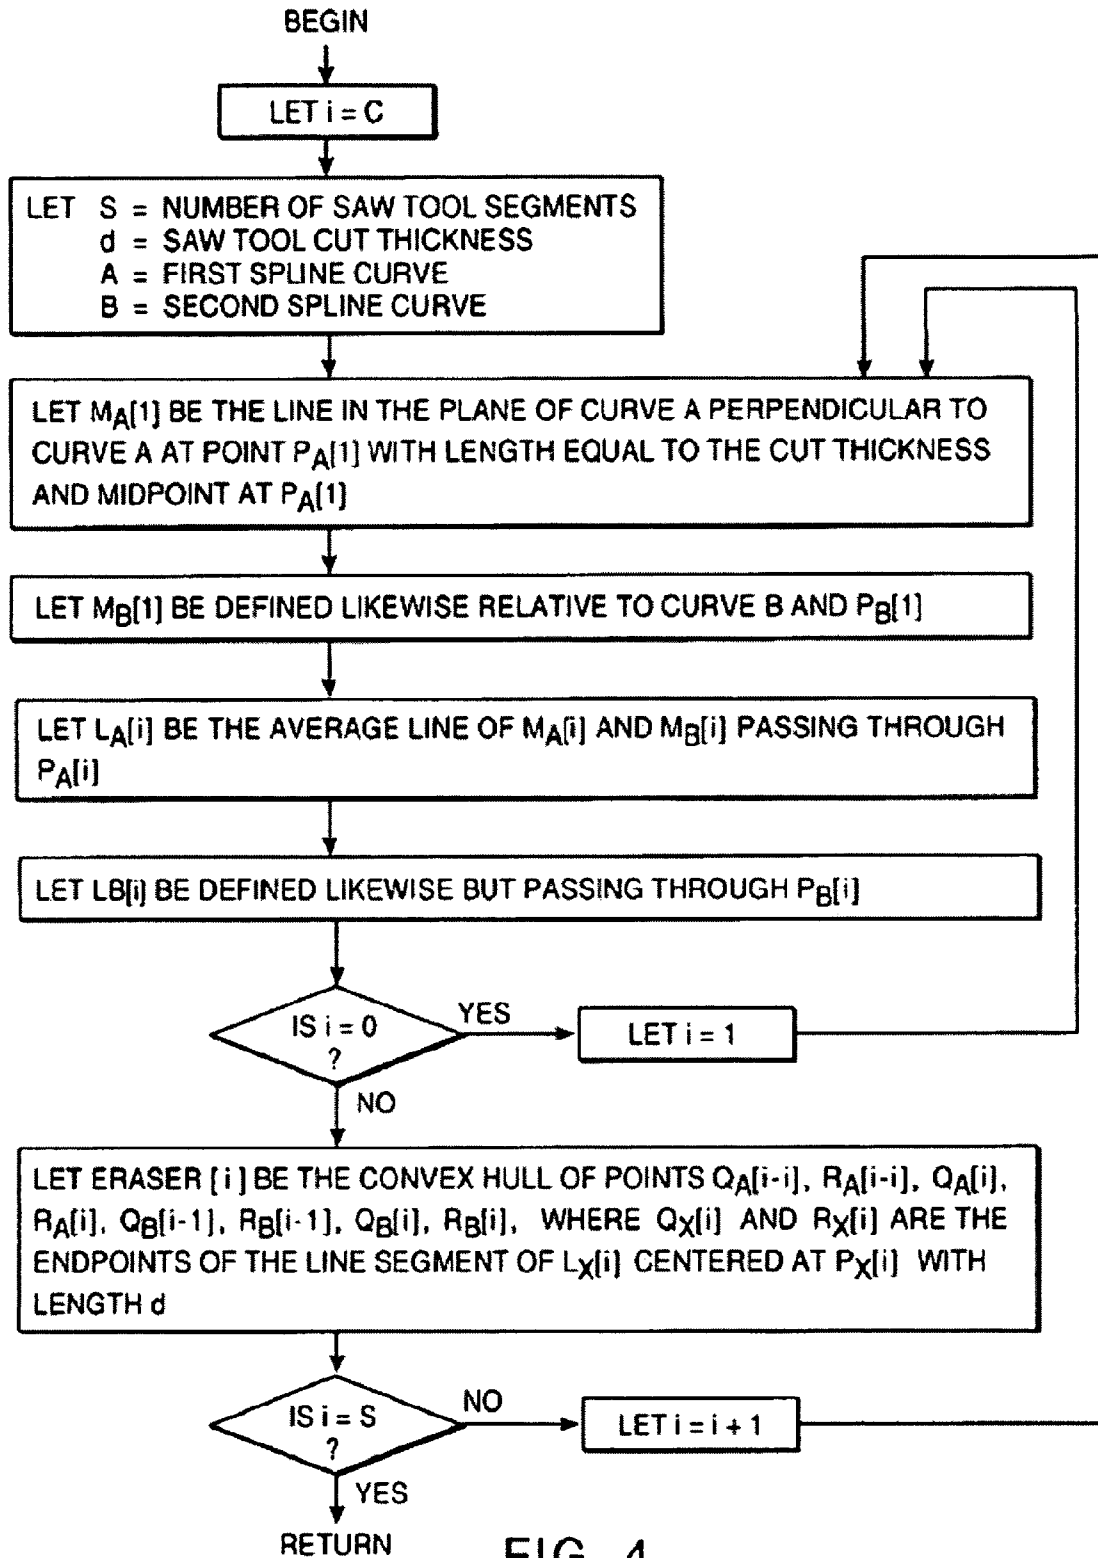 BEGIN
LET i = C
LET S = NUMBER OF SAW TOOL SEGMENTS
d = SAW TOOL CUT THICKNESS
A = FIRST SPLINE CURVE
B = SECOND SPLINE CURVE
LET MA[1] BE THE LINE IN THE PLANE OF CURVE A PERPENDICULAR TO
CURVE A AT POINT PA[1] WITH LENGTH EQUAL TO THE CUT THICKNESS
AND MIDPOINT AT PA[1]
LET MB[1] BE DEFINED LIKEWISE RELATIVE TO CURVE B AND PB[1]
LET LA[i] BE THE AVERAGE LINE OF MA[i] AND MB[i] PASSING THROUGH
PA[i]
LET LB[i] BE DEFINED LIKEWISE BUT PASSING THROUGH PB[i]
IS i = 0
?
YES
LET i = 1
NO
LET ERASER [i] BE THE CONVEX HULL OF POINTS QA[i-i], RA[i-i], QA[i],
RA[i], QB[i-1], RB[i-1], QB[i], RB[i], WHERE QX[i] AND RX[i] ARE THE
ENDPOINTS OF THE LINE SEGMENT OF LX[i] CENTERED AT PX[i] WITH
LENGTH d
IS i = S
?
NO
LET i = i + 1
YES
RETURN
FIG. 4